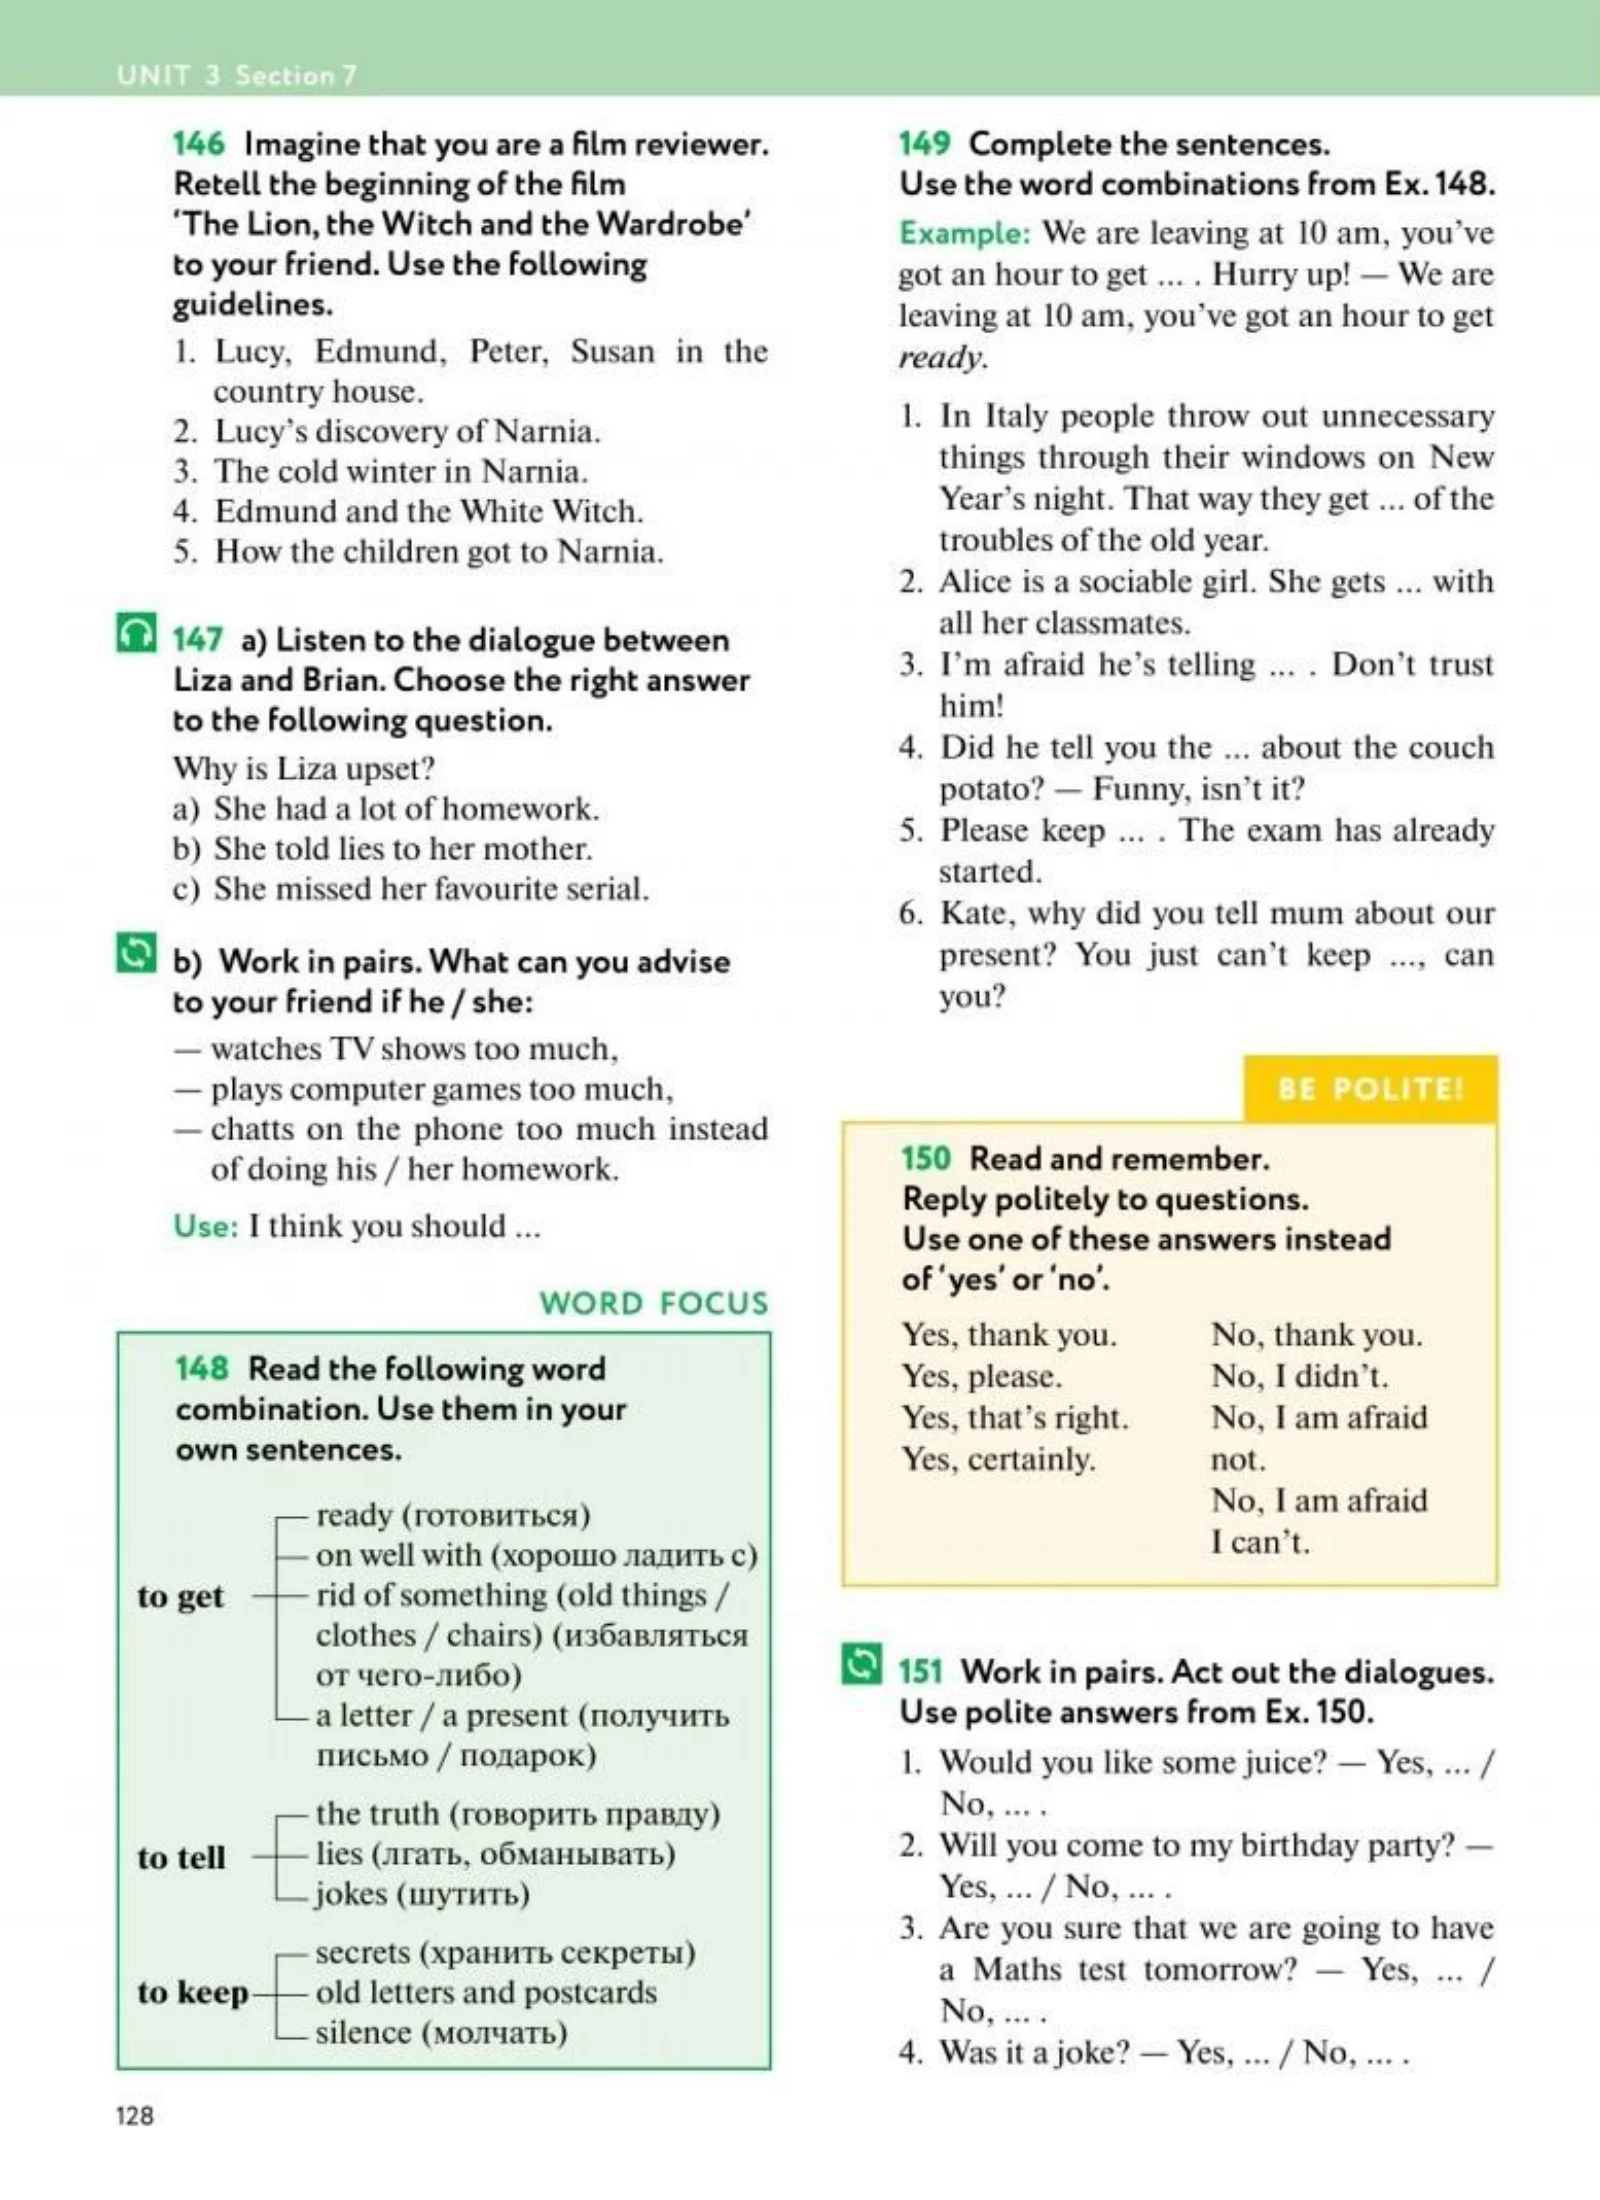 UNIT 3 Section 7
146 Imagine that you are a film reviewer.
Retell the beginning of the film
'The Lion, the Witch and the Wardrobe'
to your friend. Use the following
guidelines.
1. Lucy, Edmund, Peter, Susan in the
country house.
2. Lucy's discovery of Narnia.
3. The cold winter in Narnia.
4. Edmund and the White Witch.
5. How the children got to Narnia.
147 a) Listen to the dialogue between
Liza and Brian. Choose the right answer
to the following question.
Why is Liza upset?
a) She had a lot of homework.
b) She told lies to her mother.
c) She missed her favourite serial.
b) Work in pairs. What can you advise
to your friend if he / she:
— watches TV shows too much,
— plays computer games too much,
— chatts on the phone too much instead
of doing his / her homework.
Use: I think you should ...
WORD FOCUS
148 Read the following word
combination. Use them in your
own sentences.
ready (готовиться)
on well with (хорошо ладить с)
to get rid of something (old things /
clothes / chairs) (избавляться
от чего-либо)
a letter / a present (получить
письмо / подарок)
the truth (говорить правду)
to tell lies (лгать, обманывать)
jokes (шутить)
secrets (хранить секреты)
to keep old letters and postcards
silence (молчать)
128
149 Complete the sentences.
Use the word combinations from Ex. 148.
Example: We are leaving at 10 am, you've
got an hour to get ... . Hurry up! — We are
leaving at 10 am, you've got an hour to get
ready.
1. In Italy people throw out unnecessary
things through their windows on New
Year's night. That way they get ... of the
troubles of the old year.
2. Alice is a sociable girl. She gets ... with
all her classmates.
3. I'm afraid he's telling ... . Don't trust
him!
4. Did he tell you the ... about the couch
potato? — Funny, isn't it?
5. Please keep ... . The exam has already
started.
6. Kate, why did you tell mum about our
present? You just can't keep ..., can
you?
BE POLITE!
150 Read and remember.
Reply politely to questions.
Use one of these answers instead
of 'yes' or 'no'.
Yes, thank you.
Yes, please.
Yes, that's right.
Yes, certainly.
No, thank you.
No, I didn't.
No, I am afraid
not.
No, I am afraid
I can't.
151 Work in pairs. Act out the dialogues.
Use polite answers from Ex. 150.
1. Would you like some juice? — Yes, ... /
No, ... .
2. Will you come to my birthday party? —
Yes, ... / No, ... .
3. Are you sure that we are going to have
a Maths test tomorrow? — Yes, ... /
No, ... .
4. Was it a joke? — Yes, ... / No, ... .